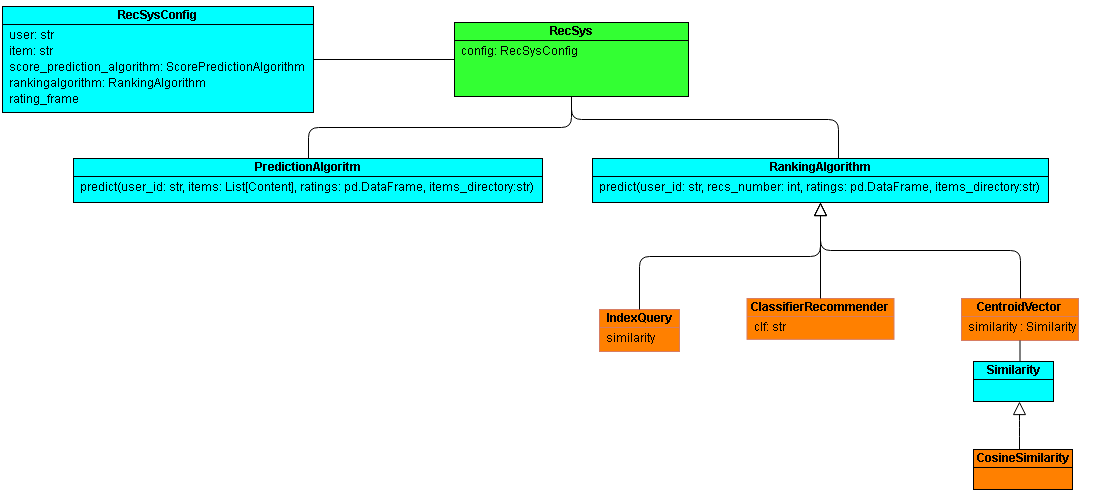 RecSysConfig
user: str
item: str
score_prediction_algorithm: ScorePredictionAlgorithm
rankingalgorithm: RankingAlgorithm
rating_frame
RecSys
config: RecSysConfig
PredictionAlgoritm
predict(user_id: str, items: List[Content], ratings: pd.DataFrame, items_directory:str)
RankingAlgorithm
predict(user_id: str, recs_number: int, ratings: pd.DataFrame, items_directory:str)
IndexQuery
similarity
ClassifierRecommender
clf: str
CentroidVector
similarity : Similarity
Similarity
CosineSimilarity